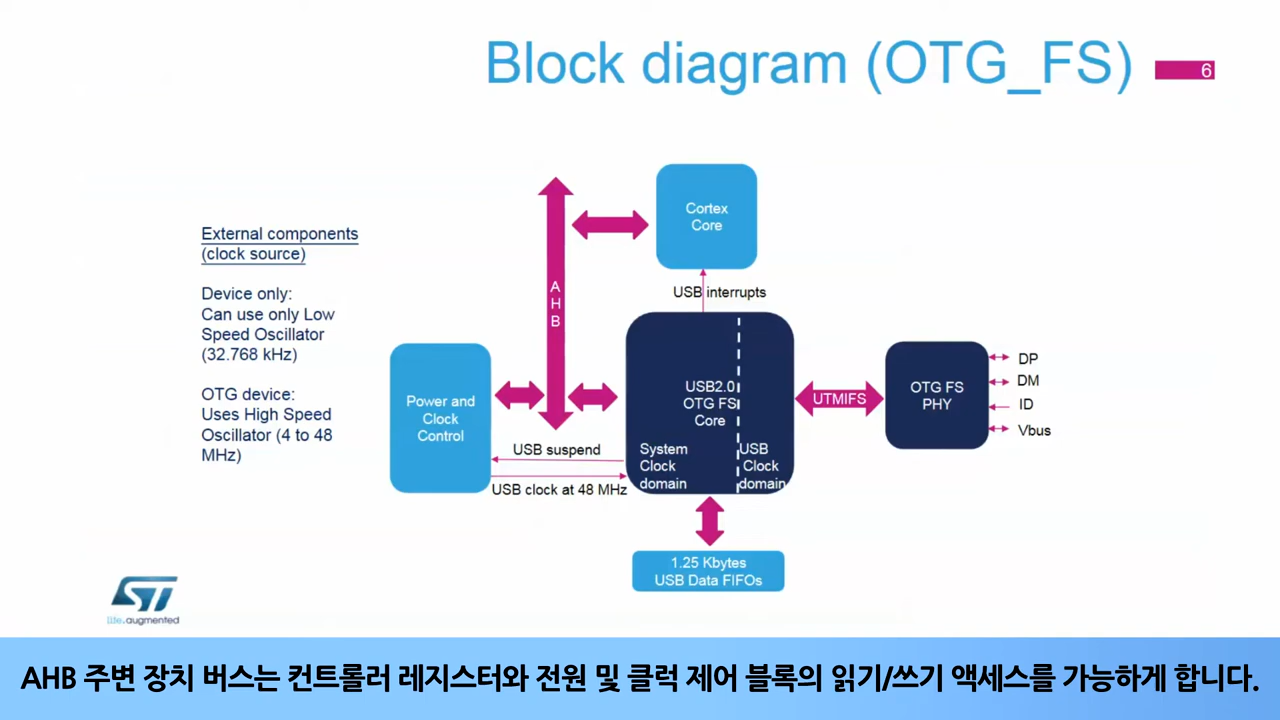 Block diagram (OTG_FS)
6
External components
(clock source)
Device only:
Can use only Low
Speed Oscillator
(32.768 kHz)
OTG device:
Uses High Speed
Oscillator (4 to 48
MHz)
Cortex
Core
A
H
B
USB interrupts
Power and
Clock
Control
USB2.0
OTG FS
Core
System
Clock
domain
USB
Clock
domain
UTMIFS
OTG FS
PHY
DP
DM
ID
Vbus
USB suspend
USB clock at 48 MHz
1.25 Kbytes
USB Data FIFOs
ST
life.augmented
AHB 주변 장치 버스는 컨트롤러 레지스터와 전원 및 클럭 제어 블록의 읽기/쓰기 액세스를 가능하게 합니다.